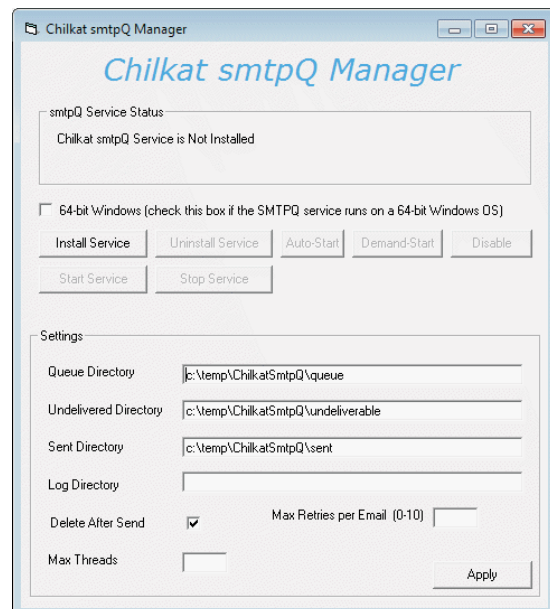 Chilkat smtpQ Manager
Chilkat smtpQ Manager
smtpQ Service Status
Chilkat smtpQ Service is Not Installed
64-bit Windows (check this box if the SMTPQ service runs on a 64-bit Windows OS)
Install Service Uninstall Service Auto-Start Demand-Start Disable
Start Service Stop Service
Settings
Queue Directory c:\temp\ChilkatSmtpQ\queue
Undelivered Directory c:\temp\ChilkatSmtpQ\undeliverable
Sent Directory c:\temp\ChilkatSmtpQ\sent
Log Directory
Delete After Send Max Retries per Email (0-10)
Max Threads
Apply